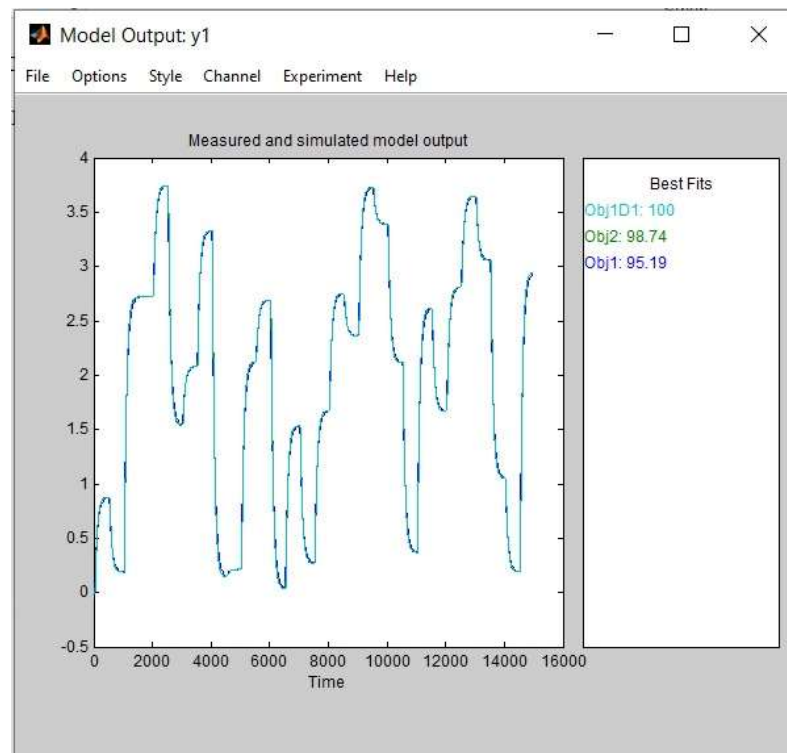 Model Output: y1
File Options Style Channel Experiment Help
Measured and simulated model output
4
3.5
3
2.5
2
1.5
1
0.5
0
-0.5
0 2000 4000 6000 8000 10000 12000 14000 16000
Time
Best Fits
Obj1D1: 100
Obj2: 98.74
Obj1: 95.19